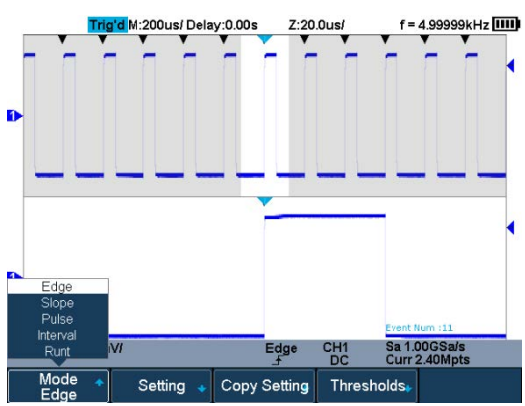 Trig'd M:200us/ Delay:0.00s Z:20.0us/ f = 4.99999kHz
1
1
Event Num :11
Edge
Slope
Pulse
Interval
Runt
V/ Edge CH1 Sa 1.00GSa/s
DC Curr 2.40Mpts
Mode Setting Copy Setting Thresholds
Edge